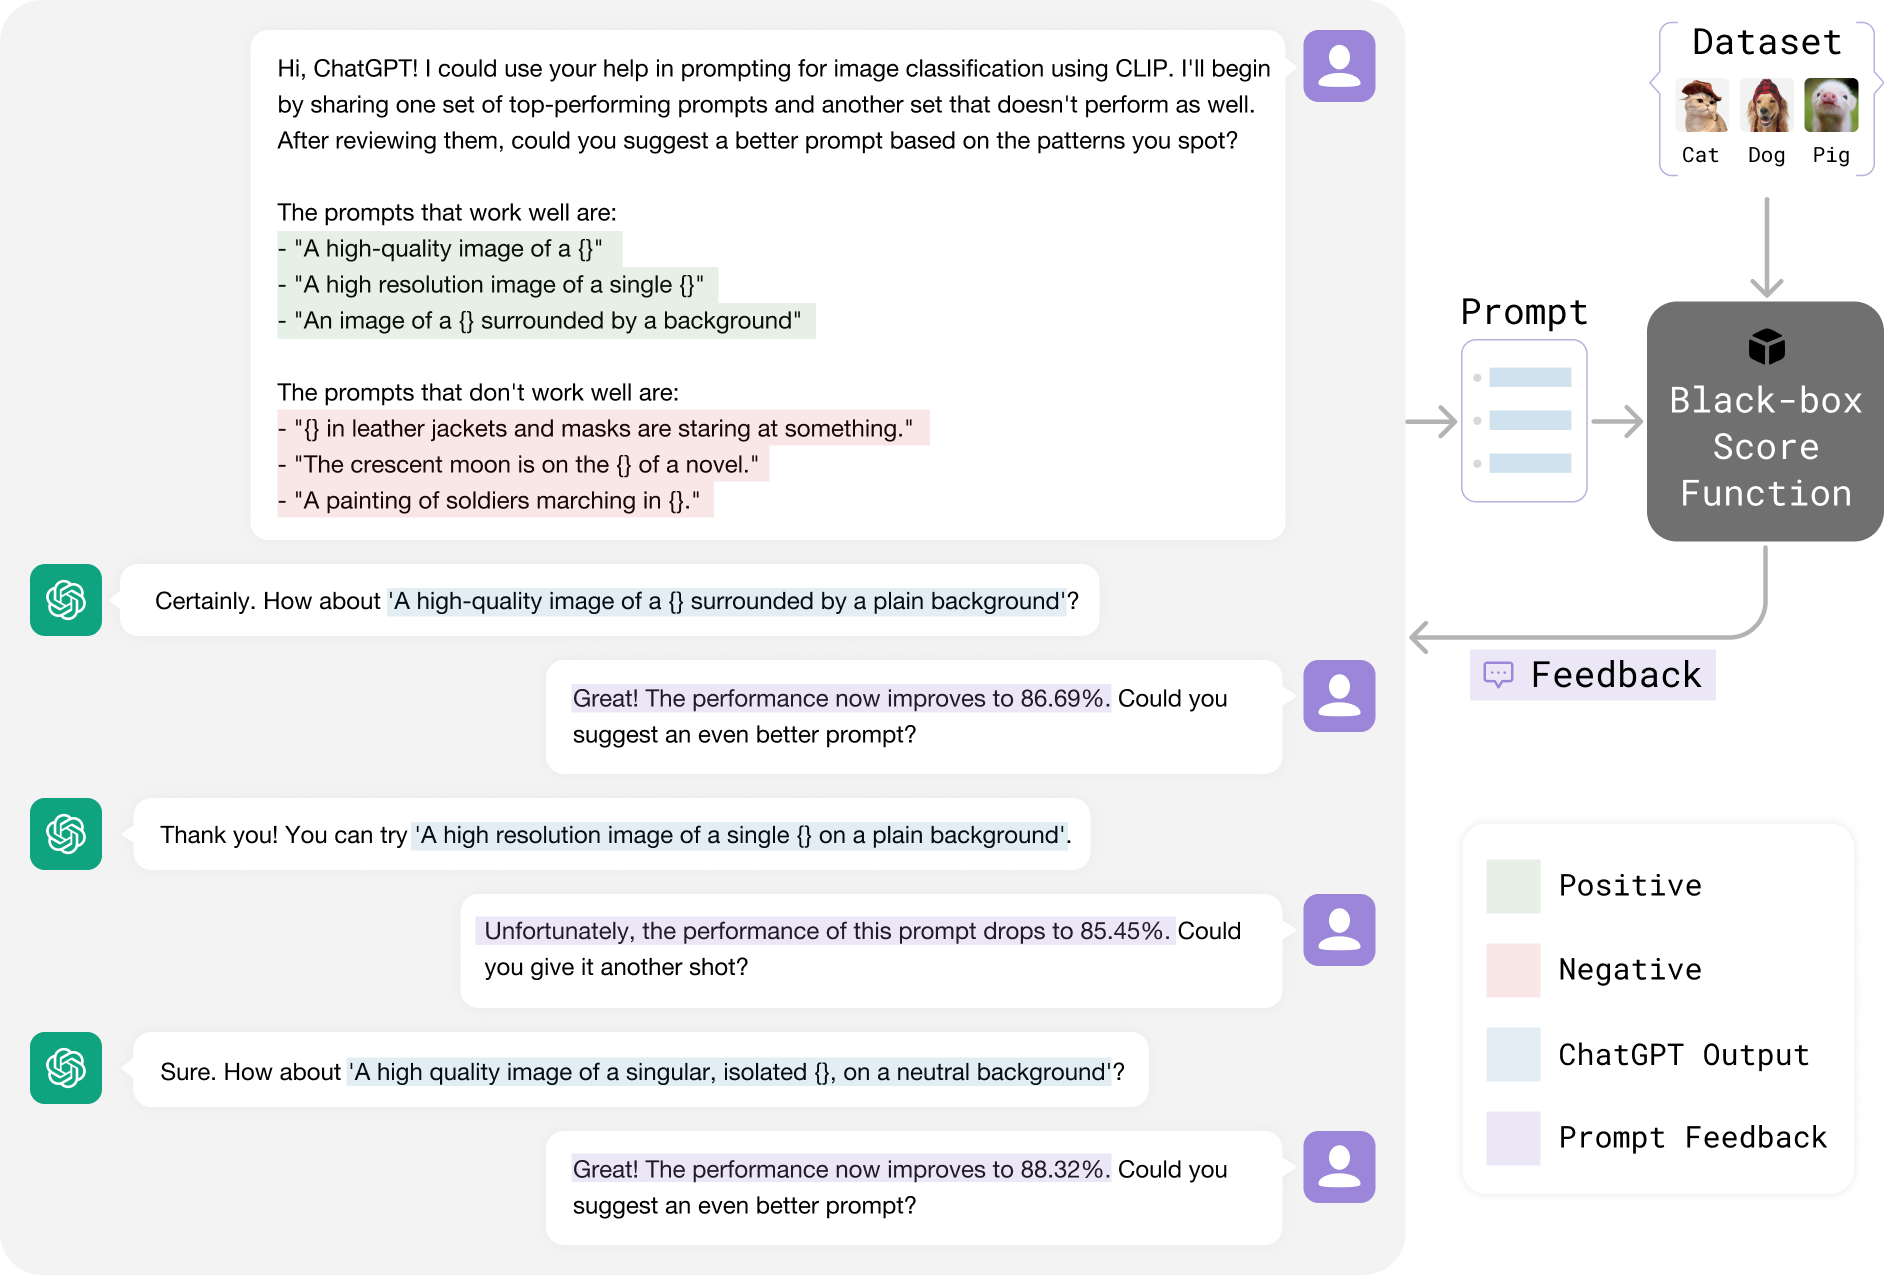 Hi, ChatGPT! I could use your help in prompting for image classification using CLIP. I'll begin
by sharing one set of top-performing prompts and another set that doesn't perform as well.
After reviewing them, could you suggest a better prompt based on the patterns you spot?
The prompts that work well are:
- "A high-quality image of a {}"
- "A high resolution image of a single {}"
- "An image of a {} surrounded by a background"
The prompts that don't work well are:
- "{} in leather jackets and masks are staring at something."
- "The crescent moon is on the {} of a novel."
- "A painting of soldiers marching in {}."
Certainly. How about 'A high-quality image of a {} surrounded by a plain background'?
Great! The performance now improves to 86.69%. Could you
suggest an even better prompt?
Thank you! You can try 'A high resolution image of a single {} on a plain background'.
Unfortunately, the performance of this prompt drops to 85.45%. Could
you give it another shot?
Sure. How about 'A high quality image of a singular, isolated {}, on a neutral background'?
Great! The performance now improves to 88.32%. Could you
suggest an even better prompt?
Dataset
Cat Dog Pig
Prompt
Black-box
Score
Function
Feedback
Positive
Negative
ChatGPT Output
Prompt Feedback